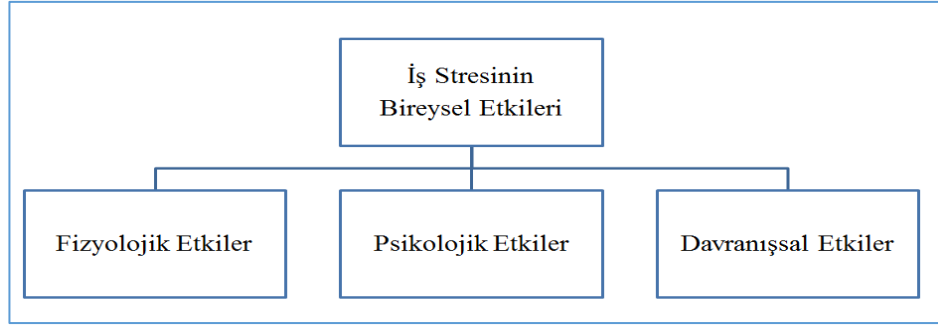 İş Stresinin
Bireysel Etkileri
Fizyolojik Etkiler
Psikolojik Etkiler
Davranışsal Etkiler